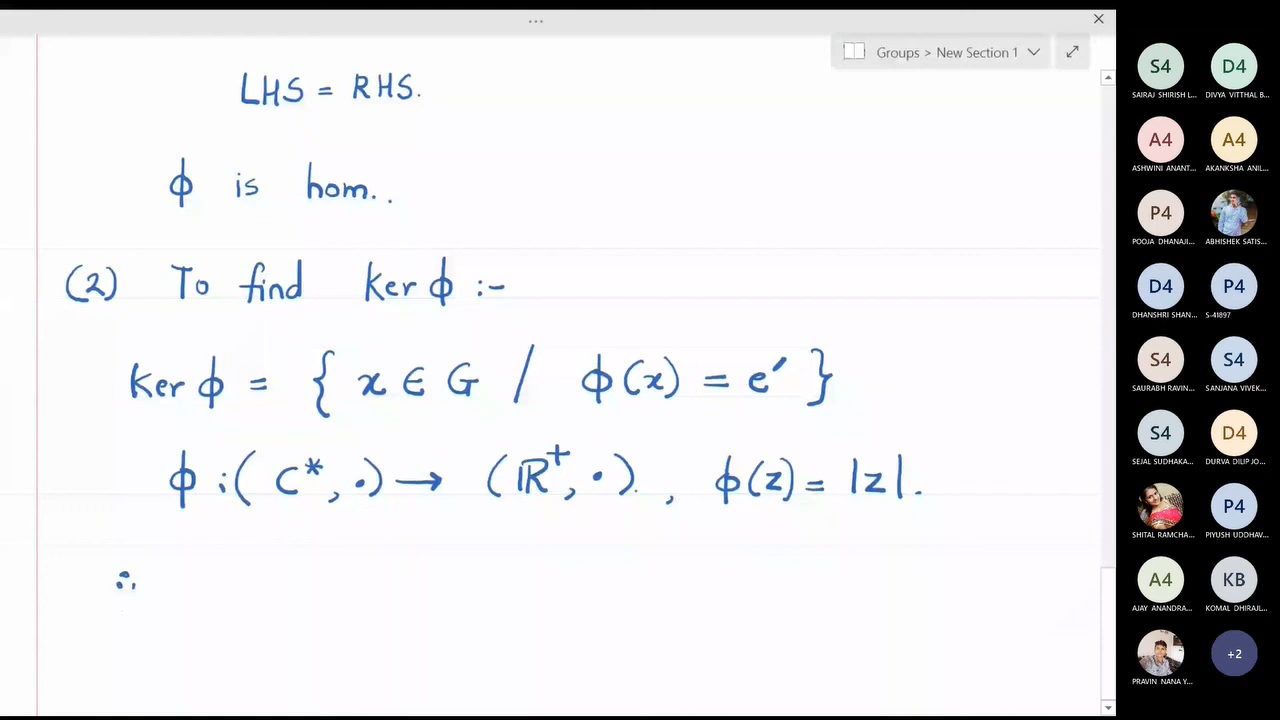 Groups > New Section 1
LHS = RHS.
ϕ is hom..
(2) To find Ker ϕ :-
Ker ϕ = { x ∈ G / ϕ(x) = e′ }
ϕ :( C*, •) → (ℝ⁺, •). , ϕ(z) = |z|.
∴
S4
D4
SAIRAJ SHIRISH L...
DIVYA VITTHAL B...
A4
A4
ASHWINI ANANT...
AKANKSHA ANIL...
P4
POOJA DHANAJI...
ABHISHEK SATIS...
D4
P4
DHANSHRI SHAN...
S-41897
S4
S4
SAURABH RAVIN...
SANJANA VIVEK...
S4
D4
SEJAL SUDHAKA...
DURVA DILIP JO...
P4
SHITAL RAMCHA...
PIYUSH UDDHAV...
A4
KB
AJAY ANANDRA...
KOMAL DHIRAJL...
+2
PRAVIN NANA Y...